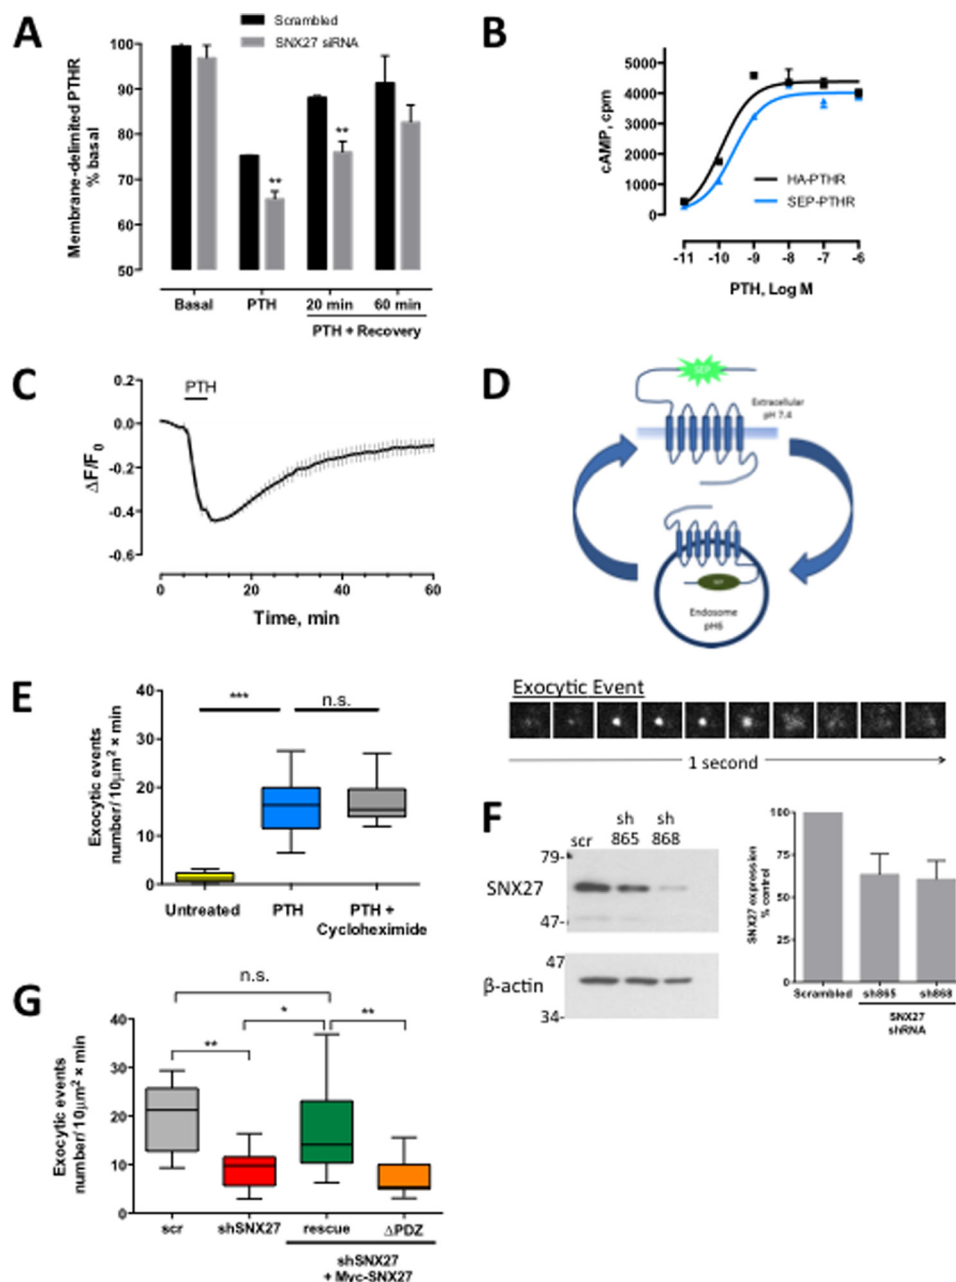 A
Scrambled
SNX27 siRNA
Membrane-delimited PTHR
% basal
100
90
80
70
60
50
**
**
Basal
PTH
20 min
60 min
PTH + Recovery
B
cAMP, cpm
5000
4000
3000
2000
1000
0
HA-PTHR
SEP-PTHR
-11
-10
-9
-8
-7
-6
PTH, Log M
C
ΔF/F0
0.2
0.0
-0.2
-0.4
-0.6
PTH
0
20
40
60
Time, min
D
SEP
Extracellular
pH 7.4
Endosome
pH6
E
Exocytic events
number/ 10μm² × min
40
30
20
10
0
***
n.s.
Untreated
PTH
PTH +
Cycloheximide
Exocytic Event
1 second
F
scr
sh
865
sh
868
79-
SNX27
47-
47
β-actin
34-
SNX27 expression
% control
100
75
50
25
0
Scrambled
sh865
sh868
SNX27
shRNA
G
Exocytic events
number/ 10μm² × min
40
30
20
10
0
n.s.
**
*
**
scr
shSNX27
rescue
ΔPDZ
shSNX27
+ Myc-SNX27